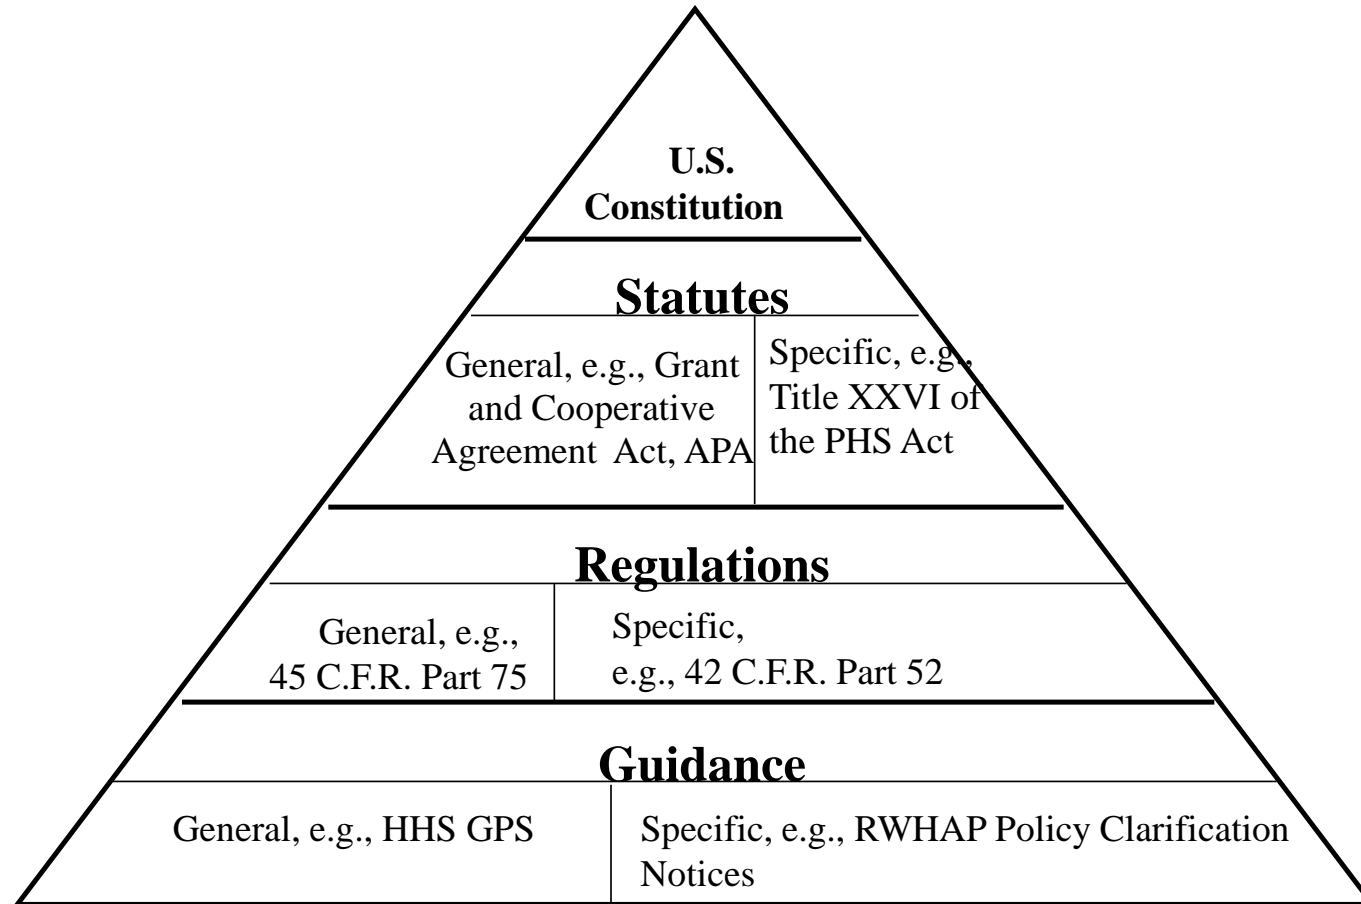 U.S.
Constitution
Statutes
General, e.g., Grant
and Cooperative
Agreement Act, APA
Specific, e.g.,
Title XXVI of
the PHS Act
Regulations
General, e.g.,
45 C.F.R. Part 75
Specific,
e.g., 42 C.F.R. Part 52
Guidance
General, e.g., HHS GPS
Specific, e.g., RWHAP Policy Clarification
Notices